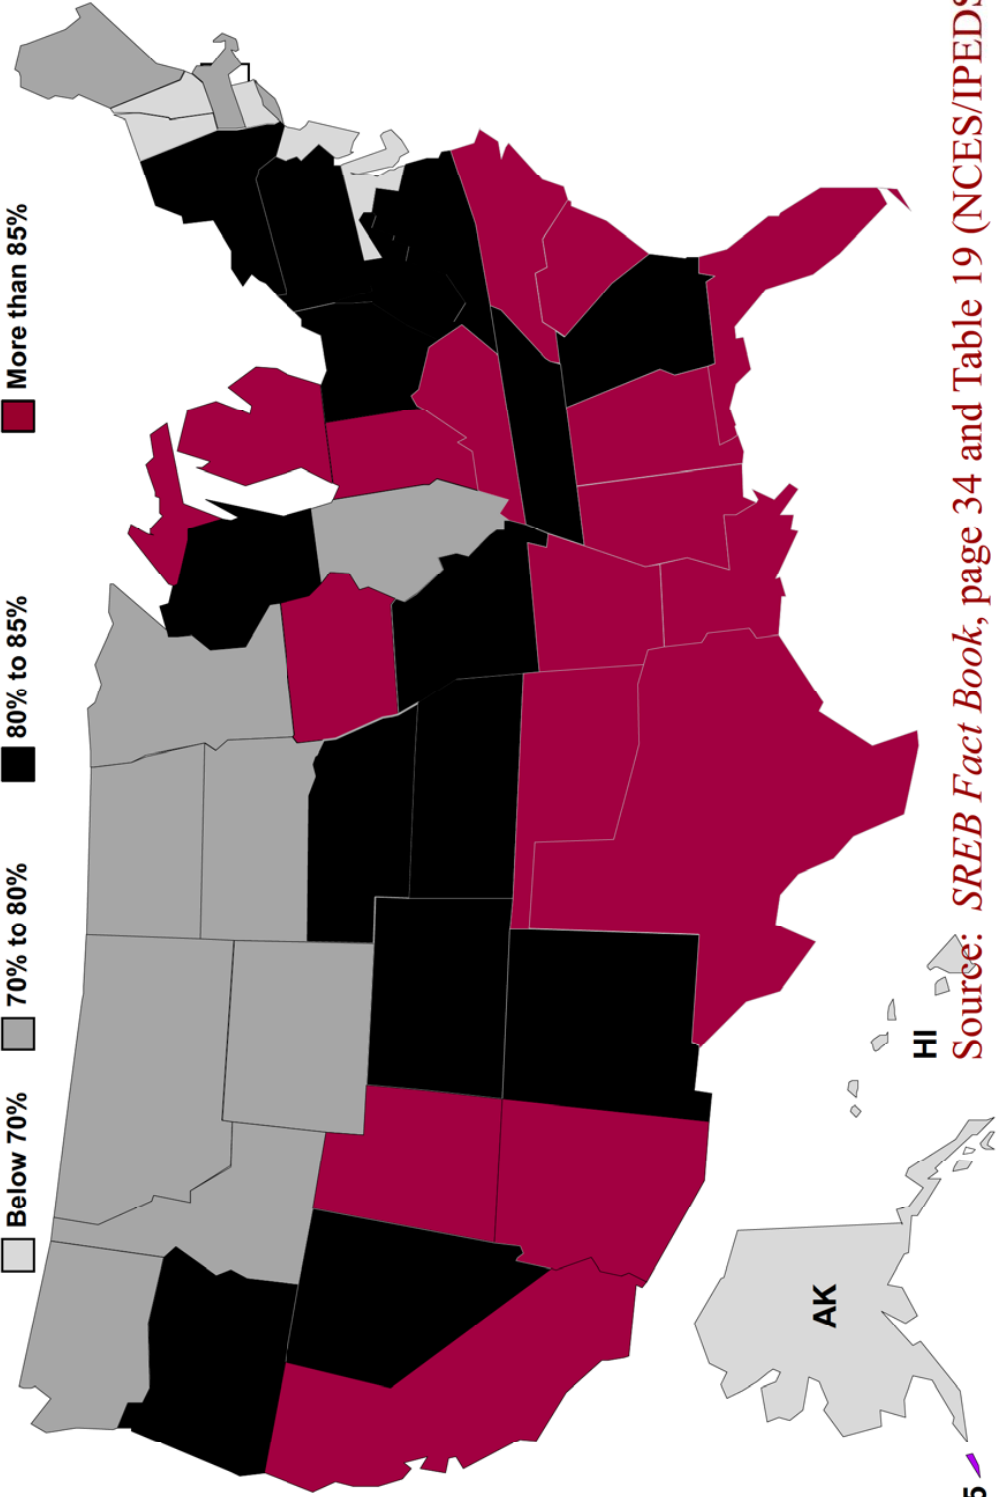 Below 70%
70% to 80%
80% to 85%
More than 85%
AK
HI
Source: SREB Fact Book, page 34 and Table 19 (NCES/IPEDS